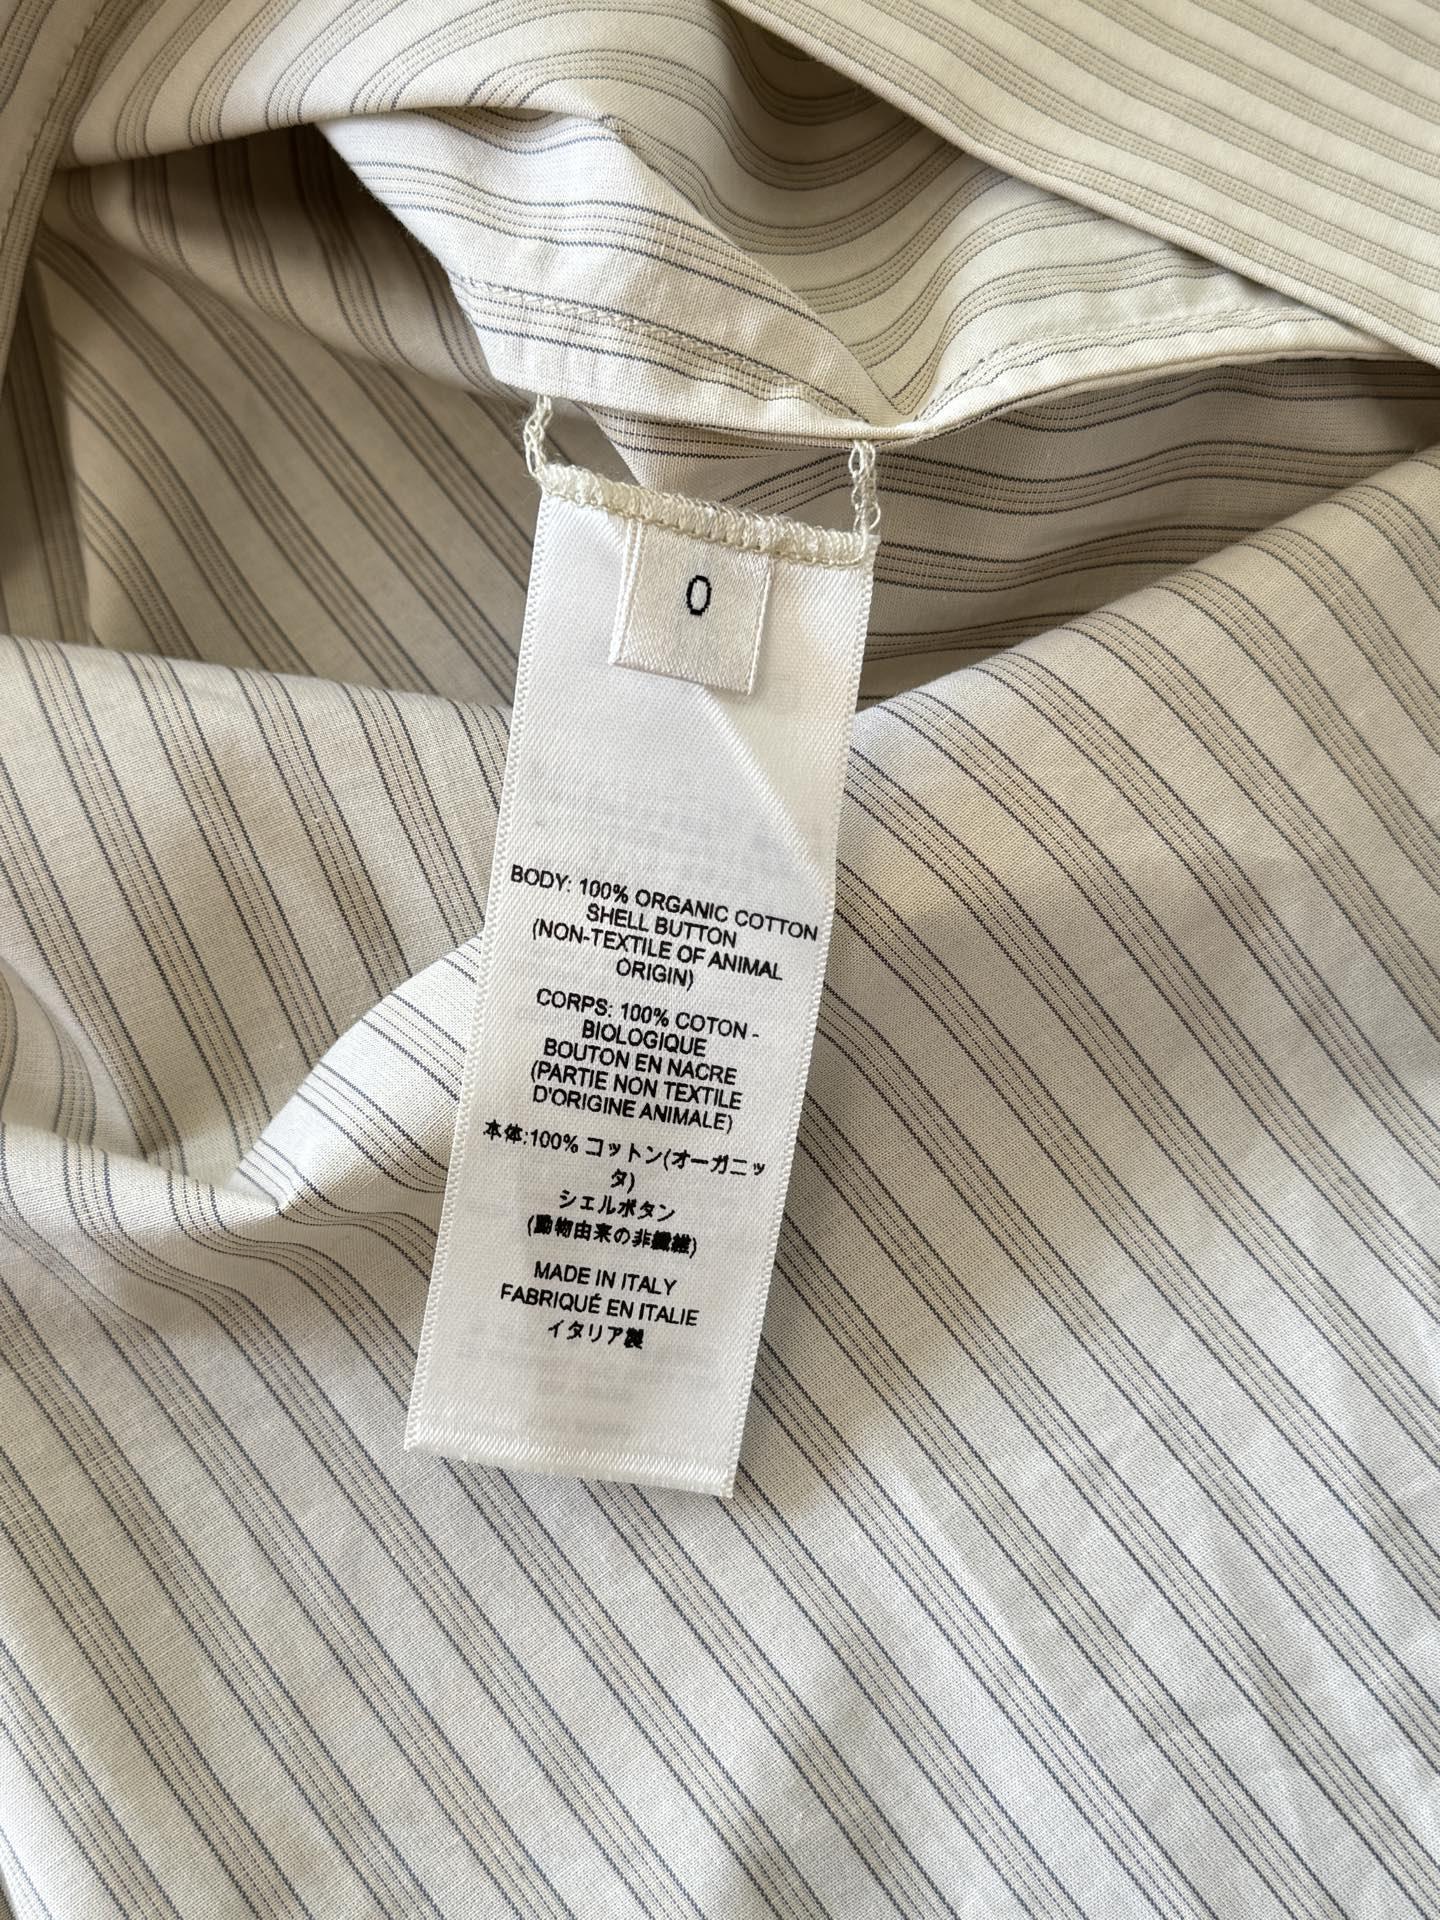 0
BODY: 100% ORGANIC COTTON
SHELL BUTTON
(NON-TEXTILE OF ANIMAL
ORIGIN)
CORPS: 100% COTON -
BIOLOGIQUE
BOUTON EN NACRE
(PARTIE NON TEXTILE
D'ORIGINE ANIMALE)
本体:100% コットン(オーガニッ
タ)
シェルボタン
(動物由来の非繊維)
MADE IN ITALY
FABRIQUÉ EN ITALIE
イタリア製